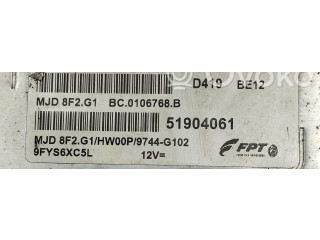 D419 BE12
MJD 8F2.G1 BC.0106768.B
51904061
MJD 8F2.G1/HW00P/9744-G102
9FYS6XC5L 12V=
FPT